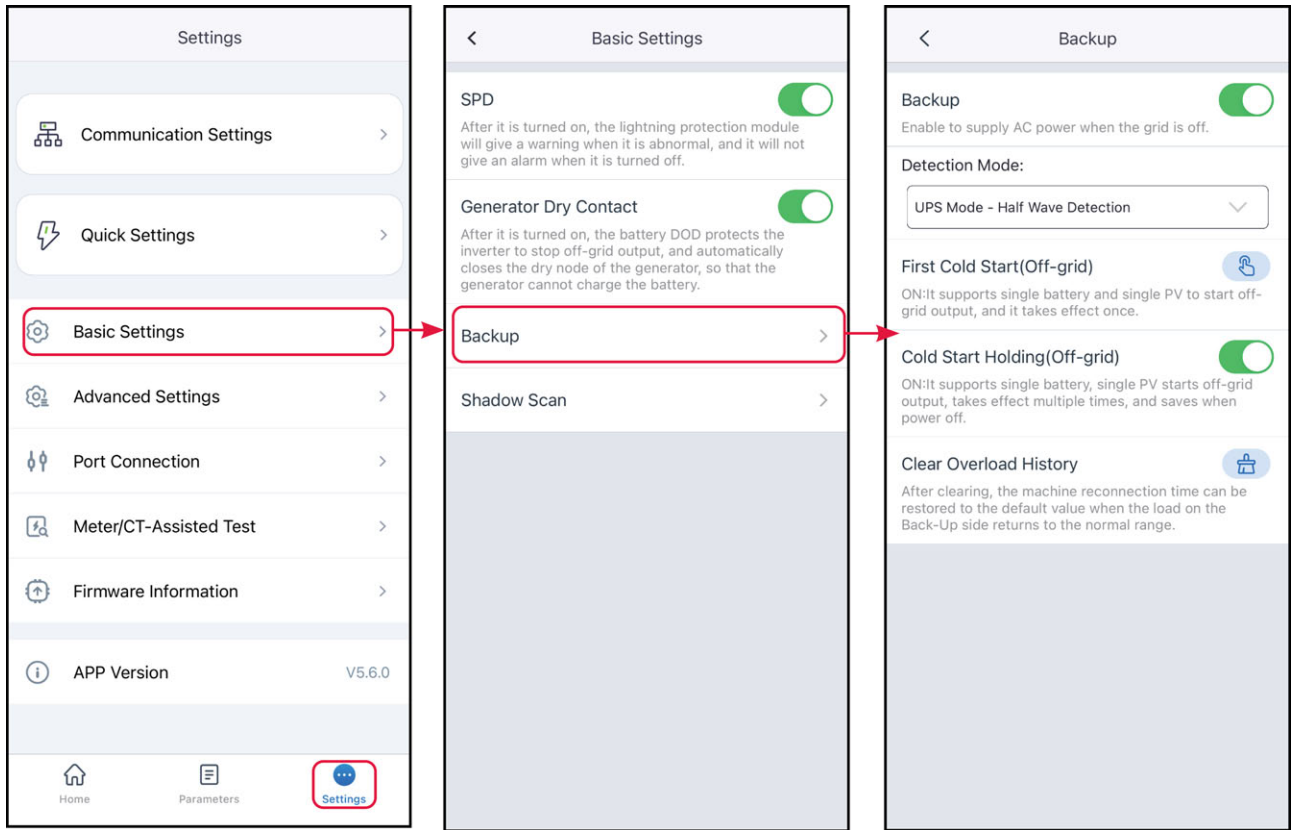 Settings
Communication Settings
Quick Settings
Basic Settings
Advanced Settings
Port Connection
Meter/CT-Assisted Test
Firmware Information
APP Version V5.6.0
Home Parameters Settings
Basic Settings
SPD
After it is turned on, the lightning protection module
will give a warning when it is abnormal, and it will not
give an alarm when it is turned off.
Generator Dry Contact
After it is turned on, the battery DOD protects the
inverter to stop off-grid output, and automatically
closes the dry node of the generator, so that the
generator cannot charge the battery.
Backup
Shadow Scan
Backup
Backup
Enable to supply AC power when the grid is off.
Detection Mode:
UPS Mode - Half Wave Detection
First Cold Start(Off-grid)
ON:It supports single battery and single PV to start off-
grid output, and it takes effect once.
Cold Start Holding(Off-grid)
ON:It supports single battery, single PV starts off-grid
output, takes effect multiple times, and saves when
power off.
Clear Overload History
After clearing, the machine reconnection time can be
restored to the default value when the load on the
Back-Up side returns to the normal range.